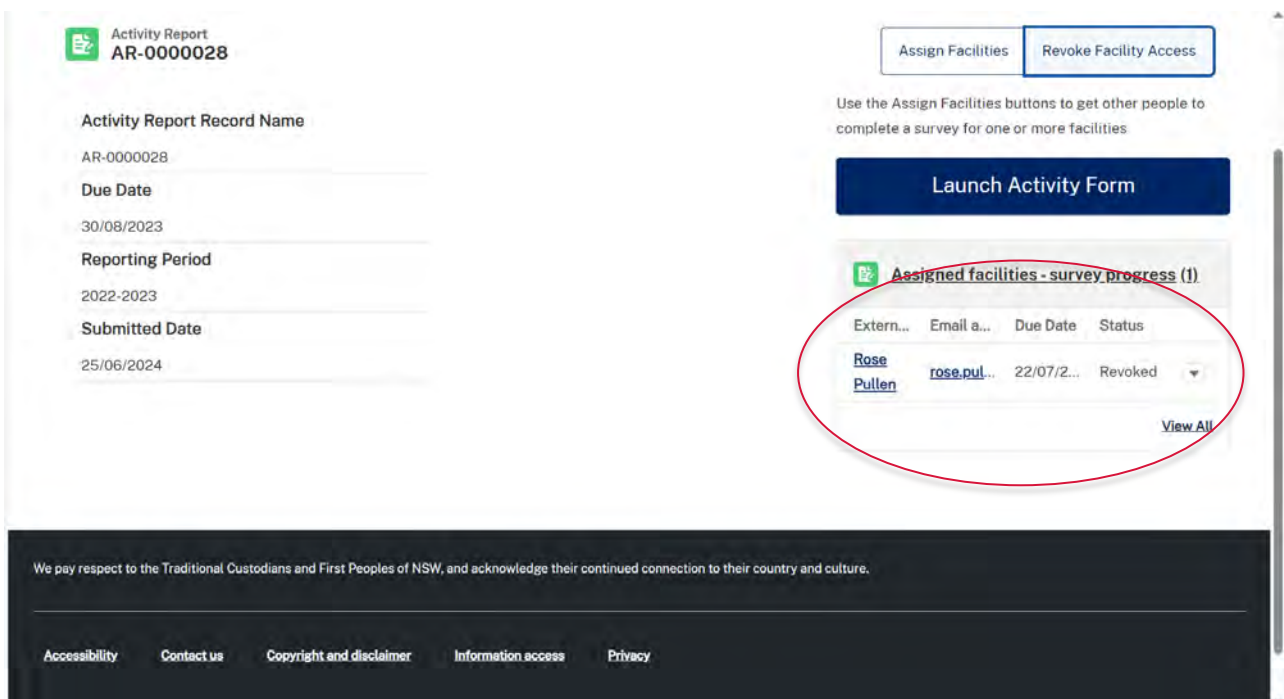 Activity Report
AR-0000028
Assign Facilities
Revoke Facility Access
Use the Assign Facilities buttons to get other people to
complete a survey for one or more facilities
Launch Activity Form
Activity Report Record Name
AR-0000028
Due Date
30/08/2023
Reporting Period
2022-2023
Submitted Date
25/06/2024
Assigned facilities - survey progress (1)
Extern... Email a... Due Date Status
Rose
Pullen
rose.pul... 22/07/2... Revoked
View All
We pay respect to the Traditional Custodians and First Peoples of NSW, and acknowledge their continued connection to their country and culture.
Accessibility Contact us Copyright and disclaimer Information access Privacy